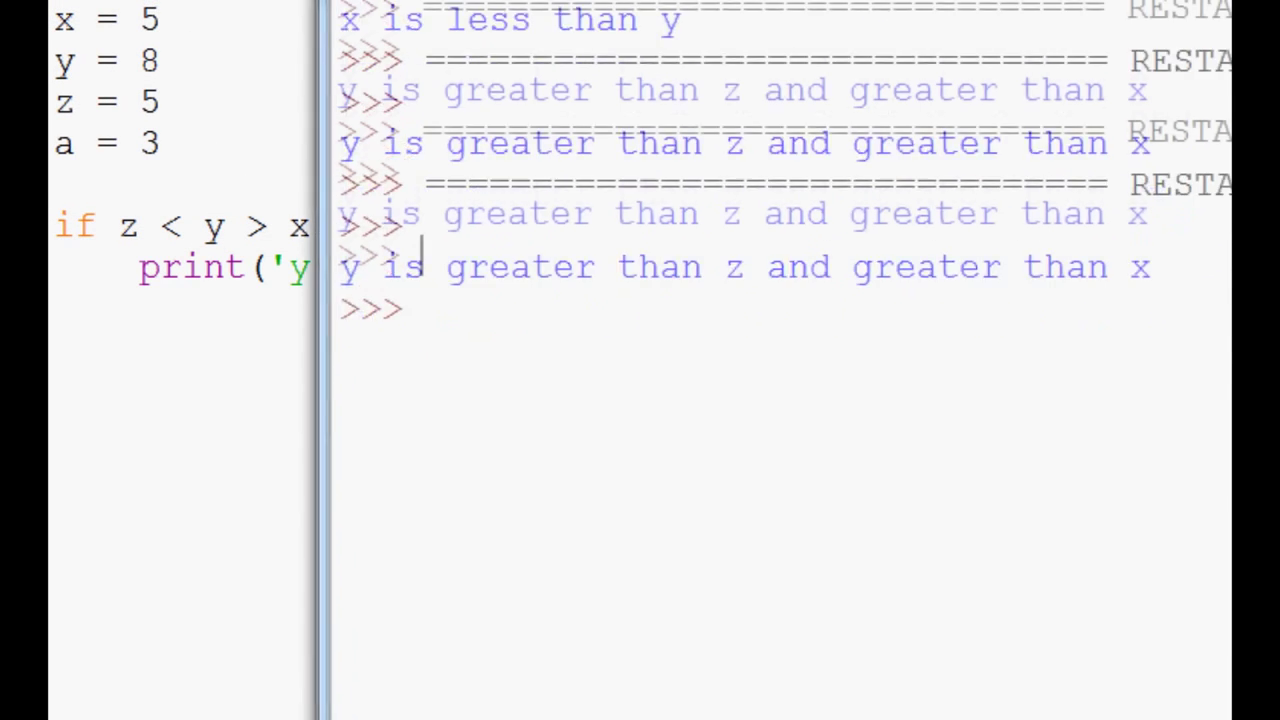 x = 5
y = 8
z = 5
a = 3
if z < y > x
print('y
>>> ============================== RESTA
x is less than y
>>> ================================ RESTA
y is greater than z and greater than x
>>>
>>> ================================ RESTA
y is greater than z and greater than x
>>> ================================ RESTA
y is greater than z and greater than x
>>>
>>>
y is greater than z and greater than x
>>>